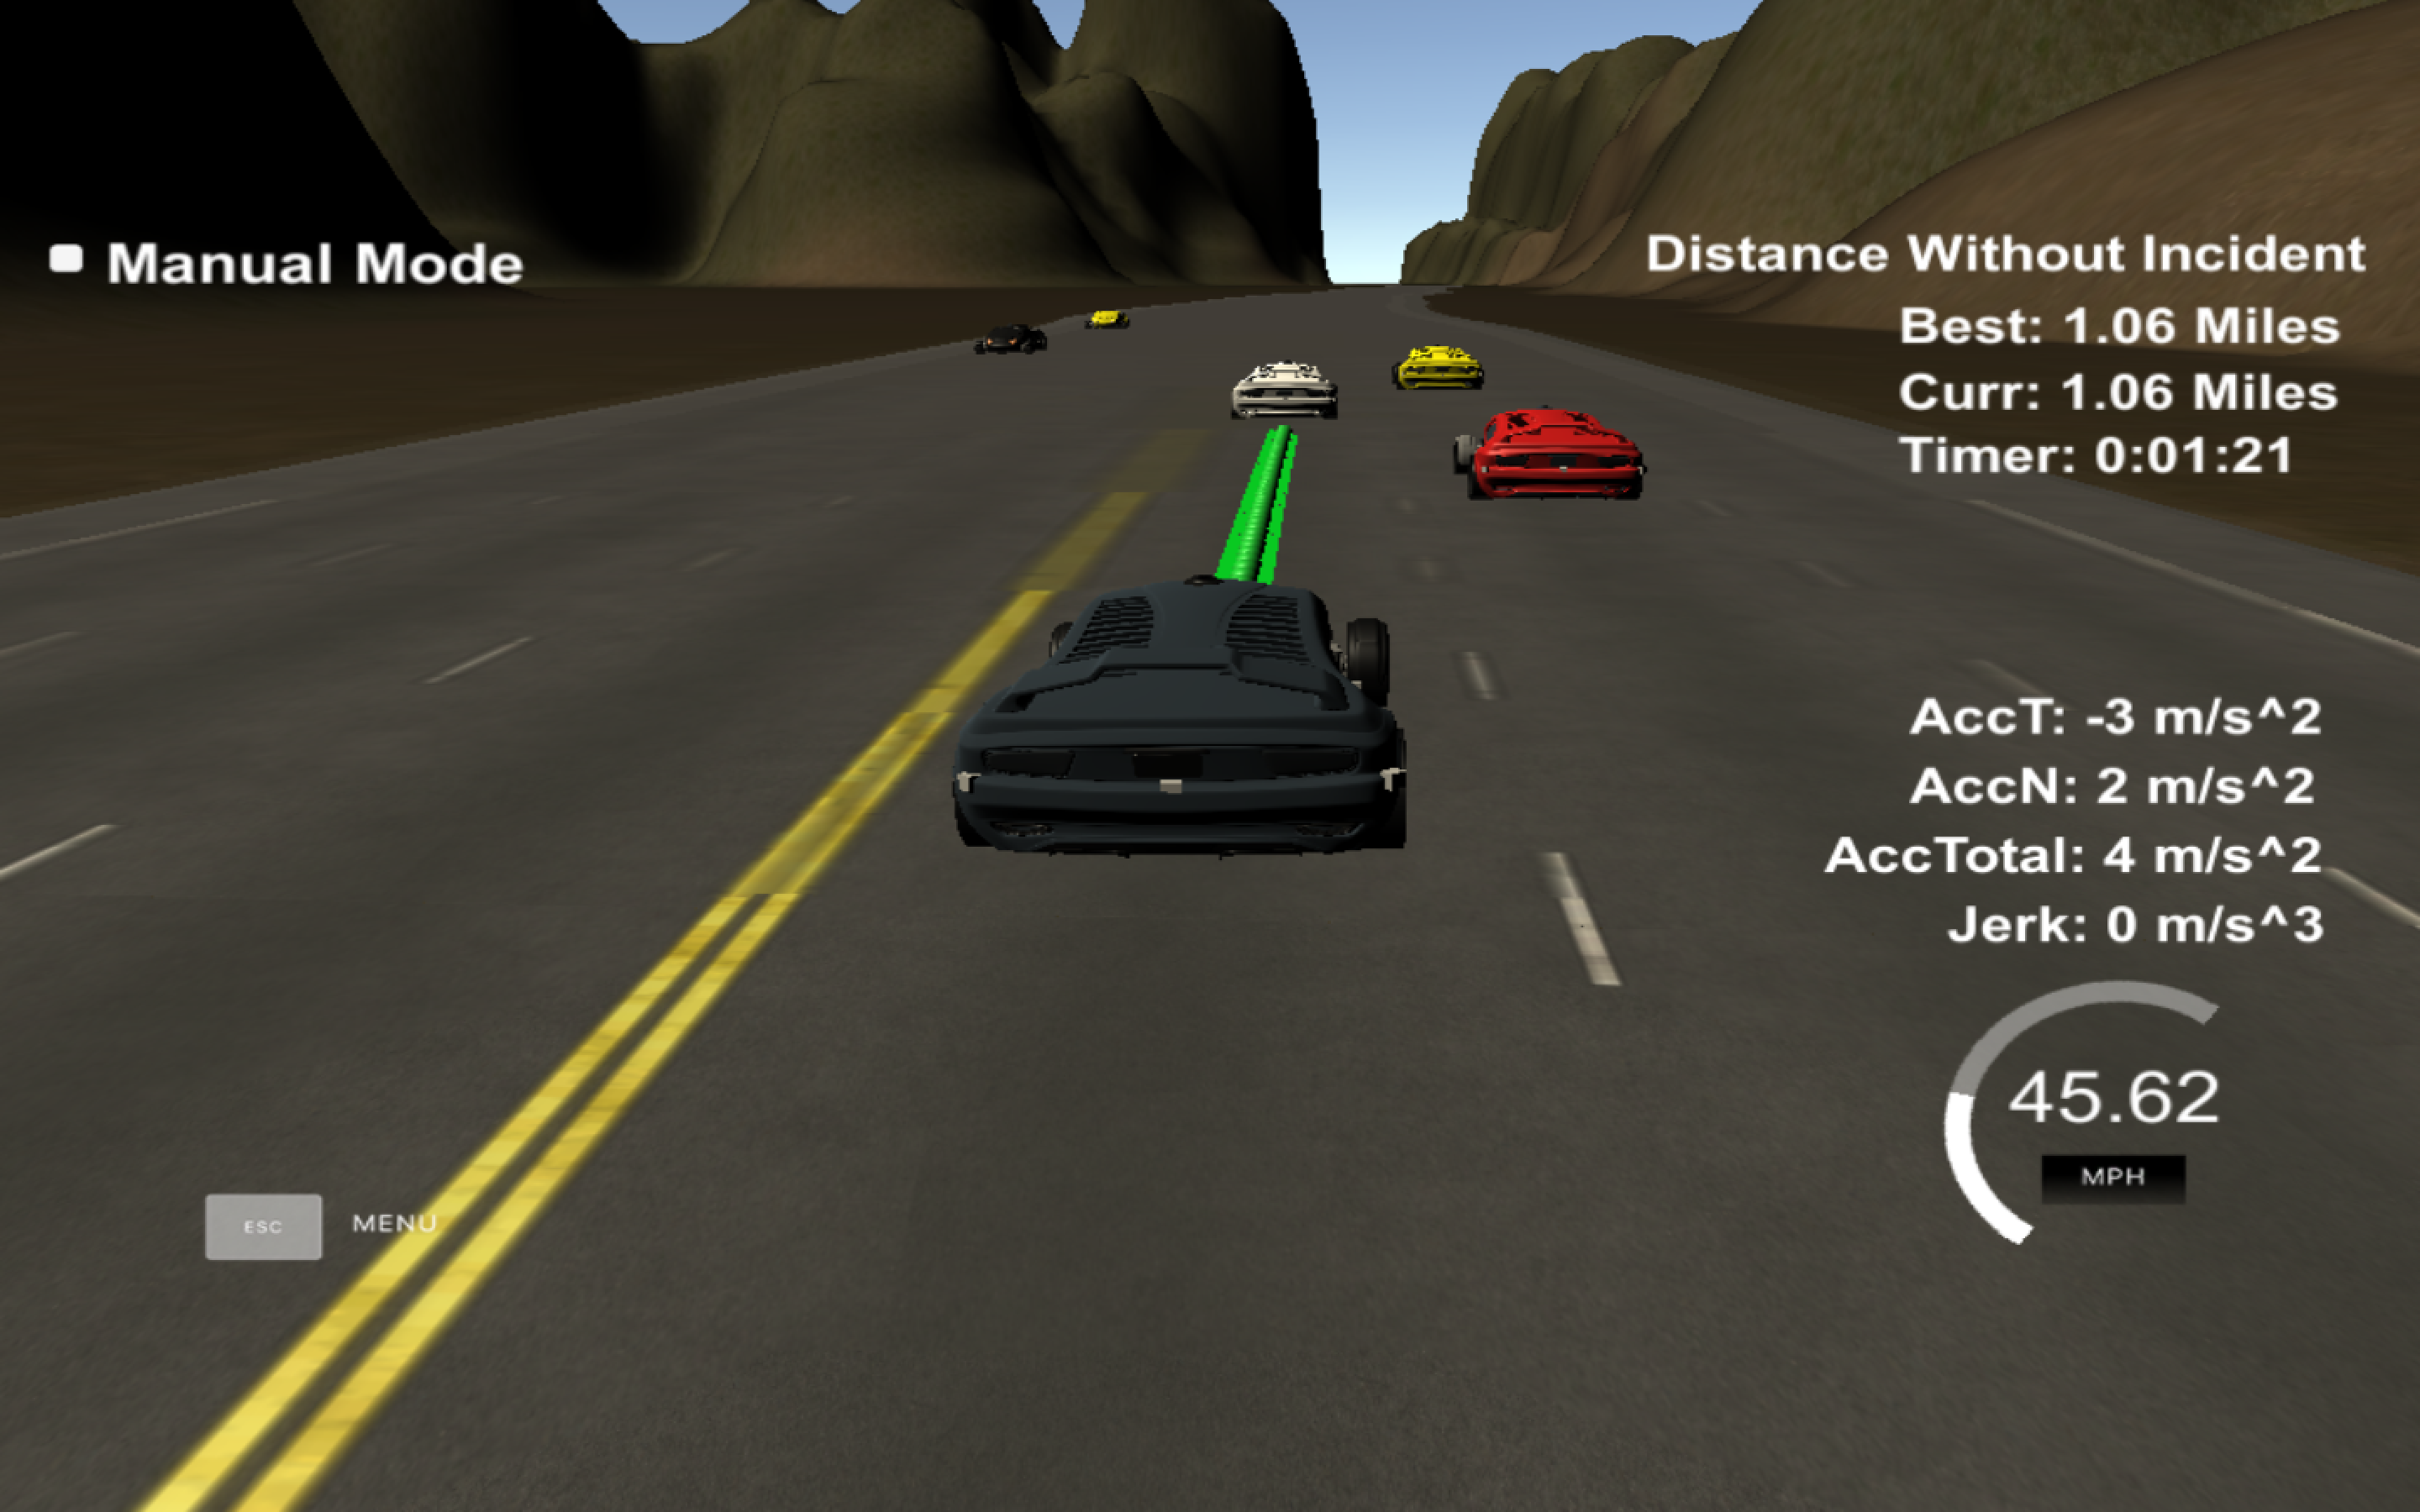 Manual Mode
Distance Without Incident
Best: 1.06 Miles
Curr: 1.06 Miles
Timer: 0:01:21
AccT: -3 m/s^2
AccN: 2 m/s^2
AccTotal: 4 m/s^2
Jerk: 0 m/s^3
45.62
MPH
ESC MENU